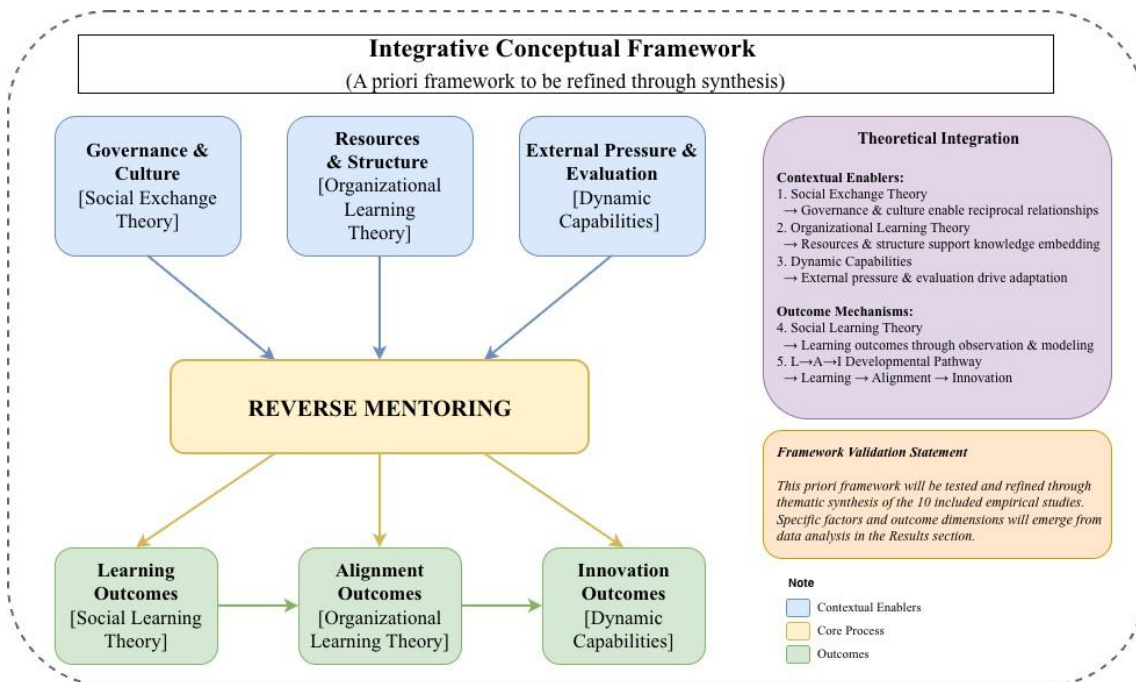 Integrative Conceptual Framework
(A priori framework to be refined through synthesis)
Governance &
Culture
[Social Exchange
Theory]
Resources
& Structure
[Organizational
Learning
Theory]
External Pressure &
Evaluation
[Dynamic
Capabilities]
REVERSE MENTORING
Learning
Outcomes
[Social Learning
Theory]
Alignment
Outcomes
[Organizational
Learning Theory]
Innovation
Outcomes
[Dynamic
Capabilities]
Theoretical Integration
Contextual Enablers:
1. Social Exchange Theory
→ Governance & culture enable reciprocal relationships
2. Organizational Learning Theory
→ Resources & structure support knowledge embedding
3. Dynamic Capabilities
→ External pressure & evaluation drive adaptation
Outcome Mechanisms:
4. Social Learning Theory
→ Learning outcomes through observation & modeling
5. L→A→I Developmental Pathway
→ Learning → Alignment → Innovation
Framework Validation Statement
This priori framework will be tested and refined through
thematic synthesis of the 10 included empirical studies.
Specific factors and outcome dimensions will emerge from
data analysis in the Results section.
Note
Contextual Enablers
Core Process
Outcomes